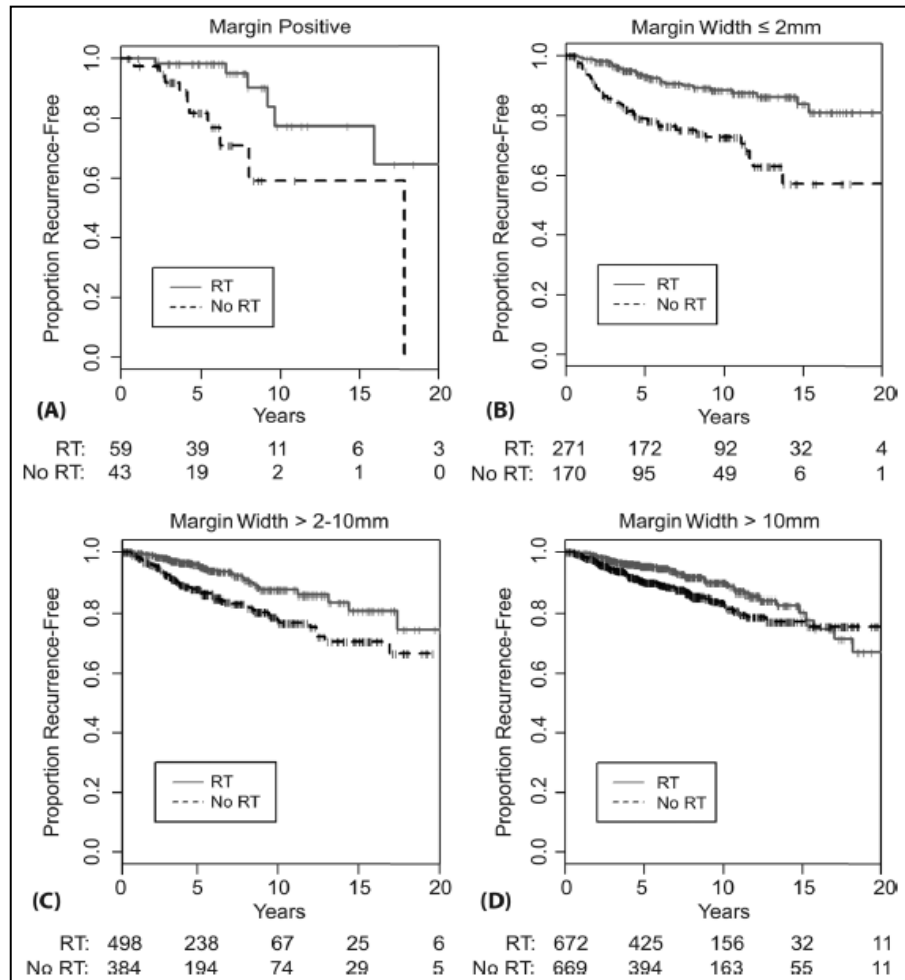 Margin Positive
Proportion Recurrence-Free
1.0
0.8
0.6
0.4
0.2
0.0
RT
No RT
0 5 10 15 20
Years
(A)
RT: 59 39 11 6 3
No RT: 43 19 2 1 0
Margin Width ≤ 2mm
Proportion Recurrence-Free
1.0
0.8
0.6
0.4
0.2
0.0
RT
No RT
0 5 10 15 20
Years
(B)
RT: 271 172 92 32 4
No RT: 170 95 49 6 1
Margin Width > 2-10mm
Proportion Recurrence-Free
1.0
0.8
0.6
0.4
0.2
0.0
RT
No RT
0 5 10 15 20
Years
(C)
RT: 498 238 67 25 6
No RT: 384 194 74 29 5
Margin Width > 10mm
Proportion Recurrence-Free
1.0
0.8
0.6
0.4
0.2
0.0
RT
No RT
0 5 10 15 20
Years
(D)
RT: 672 425 156 32 11
No RT: 669 394 163 55 11